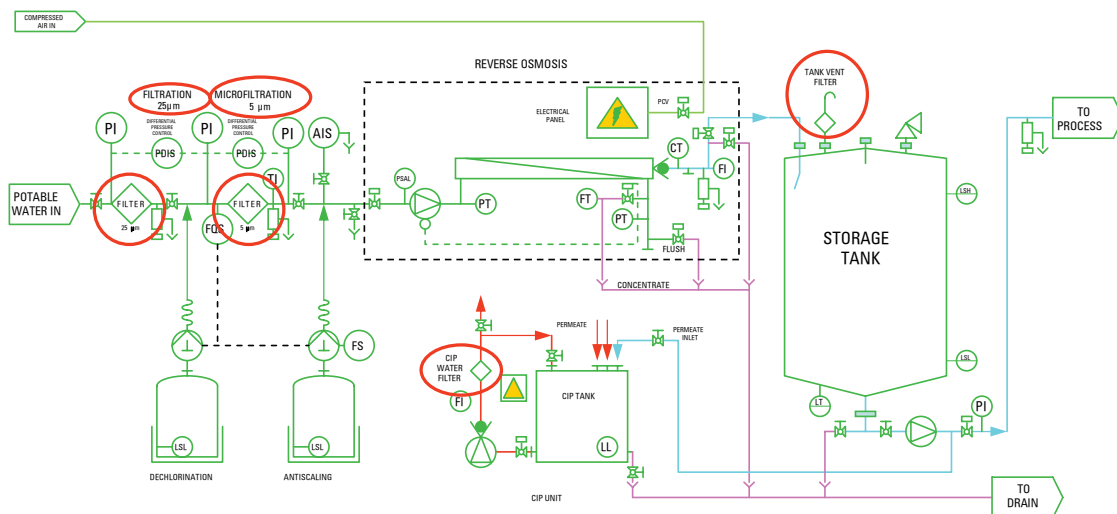 COMPRESSED
AIR IN
REVERSE OSMOSIS
TANK VENT
FILTER
FILTRATION
25μm
MICROFILTRATION
5 μm
ELECTRICAL
PANEL
PCV
TO
PROCESS
DIFFERENTIAL
PRESSURE
CONTROL
DIFFERENTIAL
PRESSURE
CONTROL
PI
PI
PI
AIS
PDIS
PDIS
CT
FI
PSAL
TI
POTABLE
WATER IN
FILTER
25 μm
FILTER
5 μm
FQS
PT
FT
PT
FLUSH
LSH
STORAGE
TANK
CONCENTRATE
PERMEATE
PERMEATE
INLET
FS
CIP
WATER
FILTER
FI
CIP TANK
LSL
LT
PI
LSL
LSL
LL
DECHLORINATION
ANTISCALING
CIP UNIT
TO
DRAIN